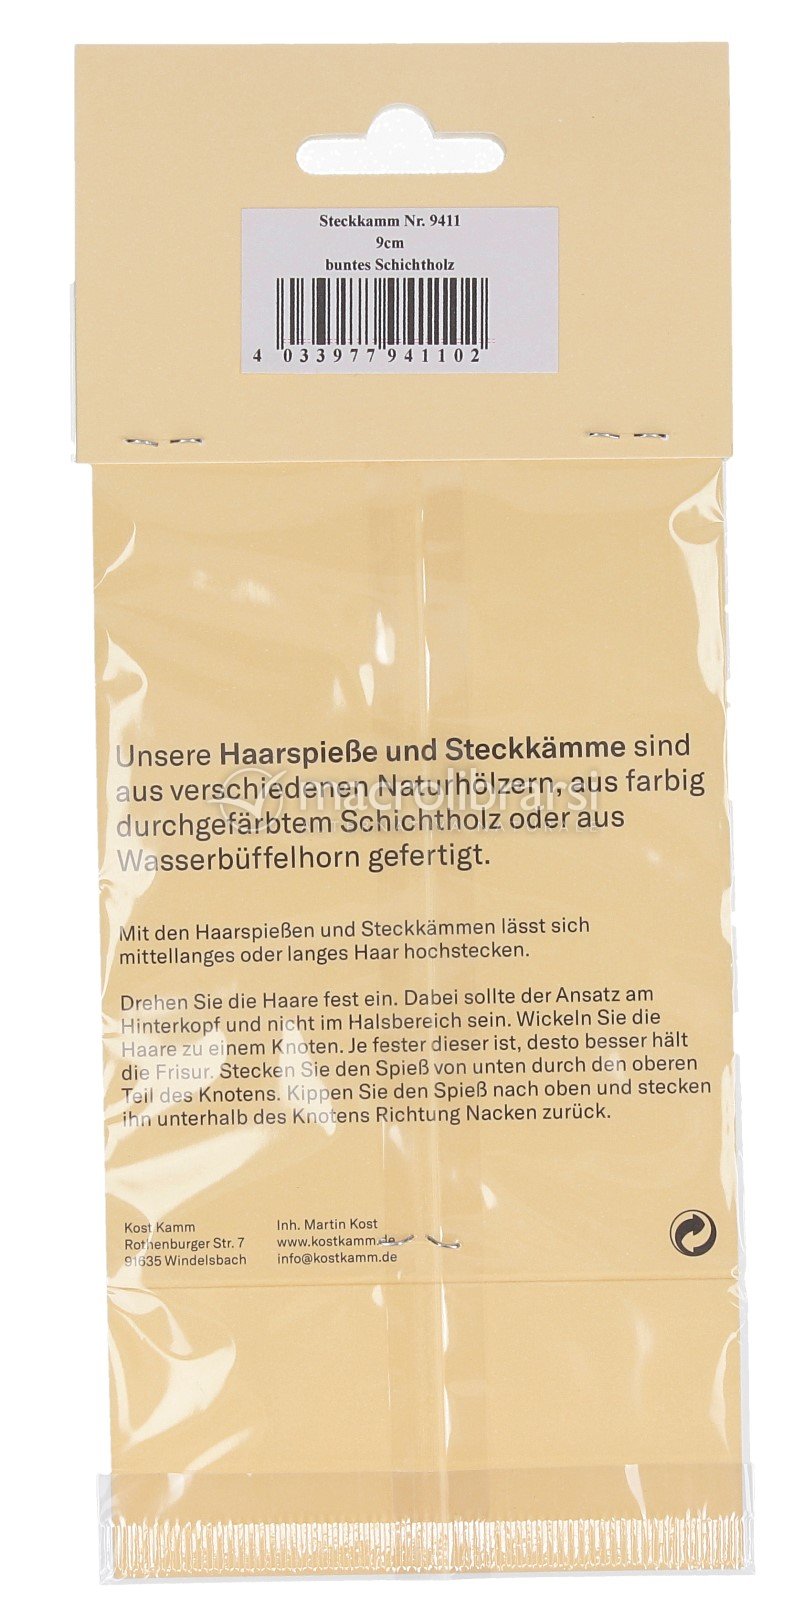 Steckkamm Nr. 9411
9cm
buntes Schichtholz
4 033977 941102
Unsere Haarspieße und Steckkämme sind
aus verschiedenen Naturhölzern, aus farbig
durchgefärbtem Schichtholz oder aus
Wasserbüffelhorn gefertigt.
macrolibrarsi
Mit den Haarspießen und Steckkämmen lässt sich
mittellanges oder langes Haar hochstecken.
Drehen Sie die Haare fest ein. Dabei sollte der Ansatz am
Hinterkopf und nicht im Halsbereich sein. Wickeln Sie die
Haare zu einem Knoten. Je fester dieser ist, desto besser hält
die Frisur. Stecken Sie den Spieß von unten durch den oberen
Teil des Knotens. Kippen Sie den Spieß nach oben und stecken
ihn unterhalb des Knotens Richtung Nacken zurück.
Kost Kamm
Rothenburger Str. 7
91635 Windelsbach
Inh. Martin Kost
www.kostkamm.de
info@kostkamm.de